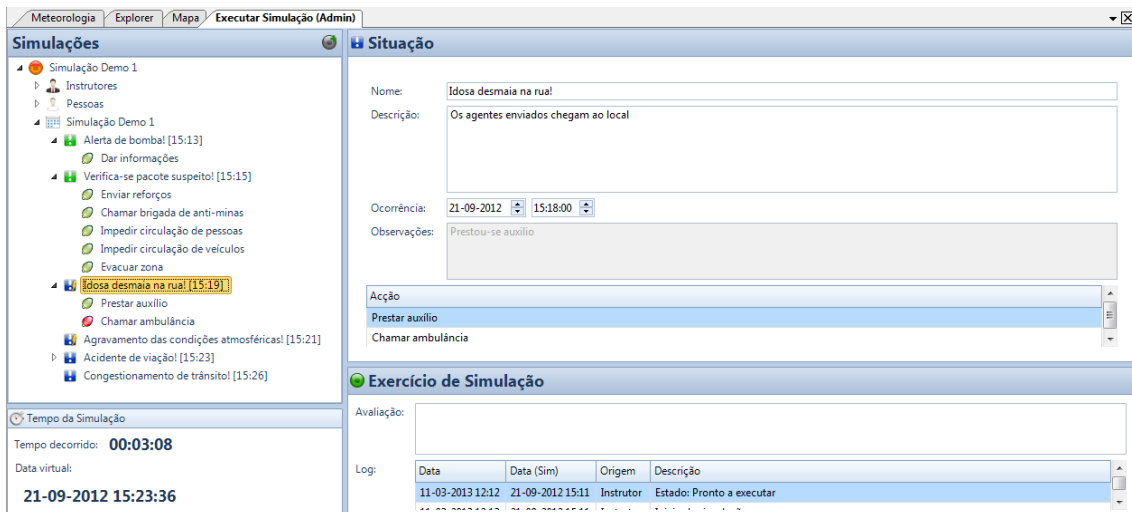 Meteorologia Explorer Mapa Executar Simulação (Admin)
Simulações
Simulação Demo 1
Instrutores
Pessoas
Simulação Demo 1
Alerta de bomba! [15:13]
Dar informações
Verifica-se pacote suspeito! [15:15]
Enviar reforços
Chamar brigada de anti-minas
Impedir circulação de pessoas
Impedir circulação de veículos
Evacuar zona
Idosa desmaia na rua! [15:19]
Prestar auxílio
Chamar ambulância
Agravamento das condições atmosféricas! [15:21]
Acidente de viação! [15:23]
Congestionamento de trânsito! [15:26]
Tempo da Simulação
Tempo decorrido: 00:03:08
Data virtual:
21-09-2012 15:23:36
Situação
Nome: Idosa desmaia na rua!
Descrição: Os agentes enviados chegam ao local
Ocorrência: 21-09-2012 15:18:00
Observações: Prestou-se auxilio
Acção
Prestar auxílio
Chamar ambulância
Exercício de Simulação
Avaliação:
Log: Data Data (Sim) Origem Descrição
11-03-2013 12:12 21-09-2012 15:11 Instrutor Estado: Pronto a executar